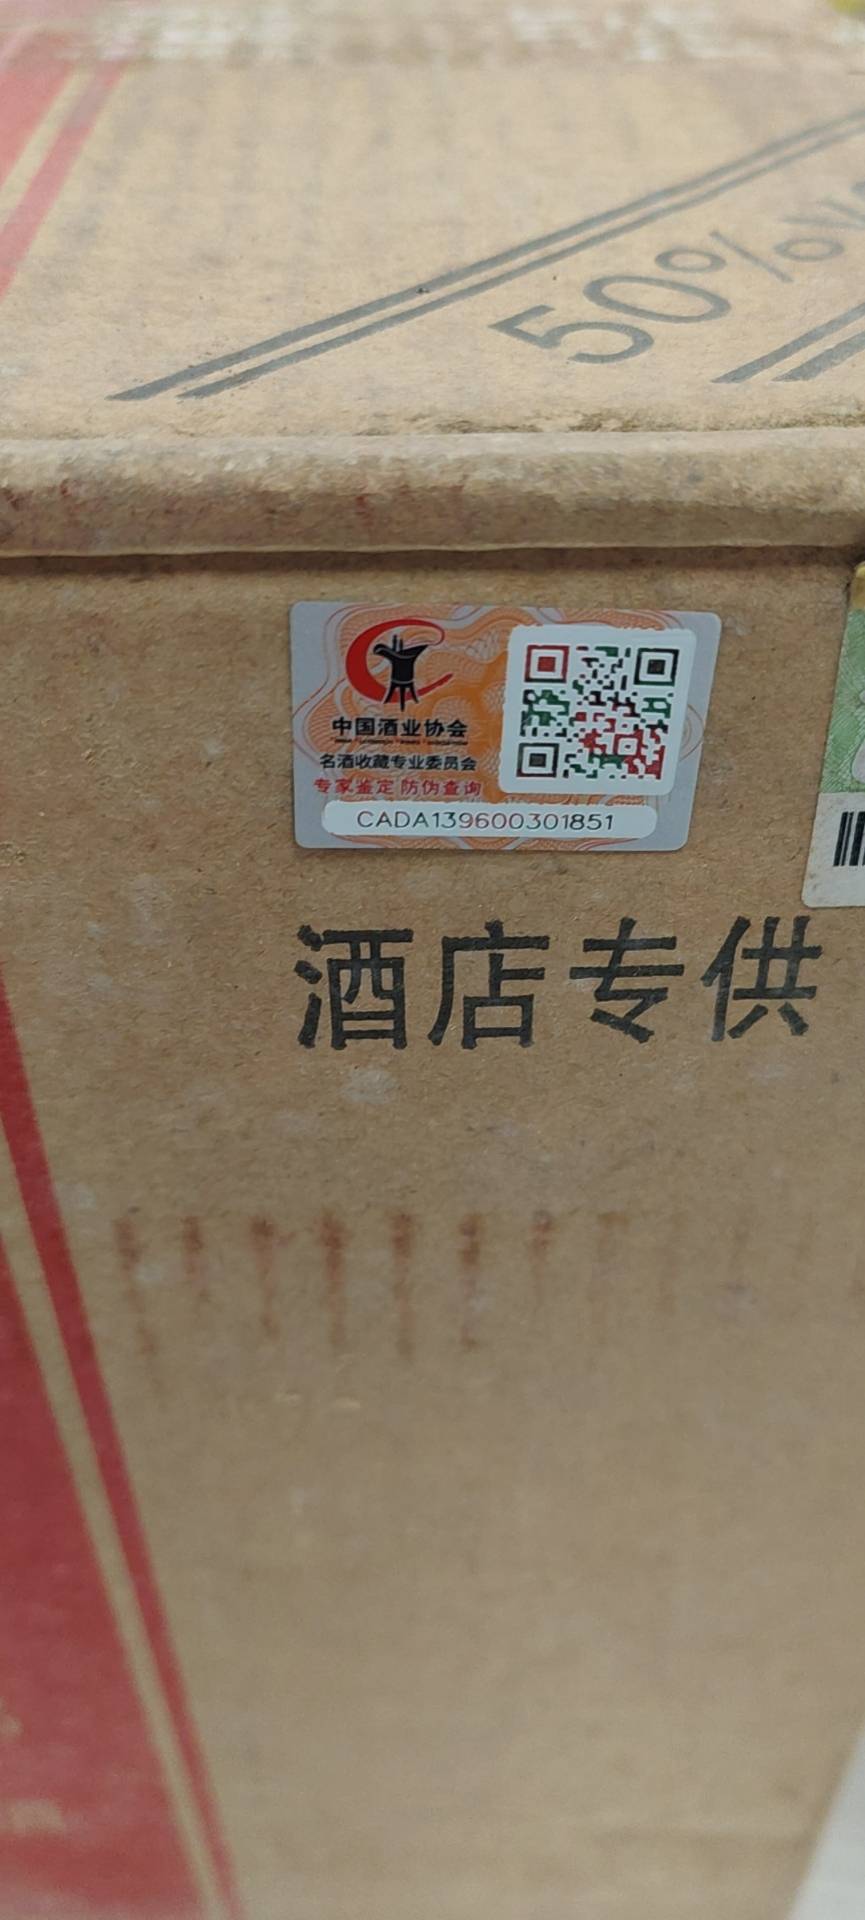 50%
中国酒业协会
名酒收藏专业委员会
专家鉴定 防伪查询
CADA139600301851
酒店专供